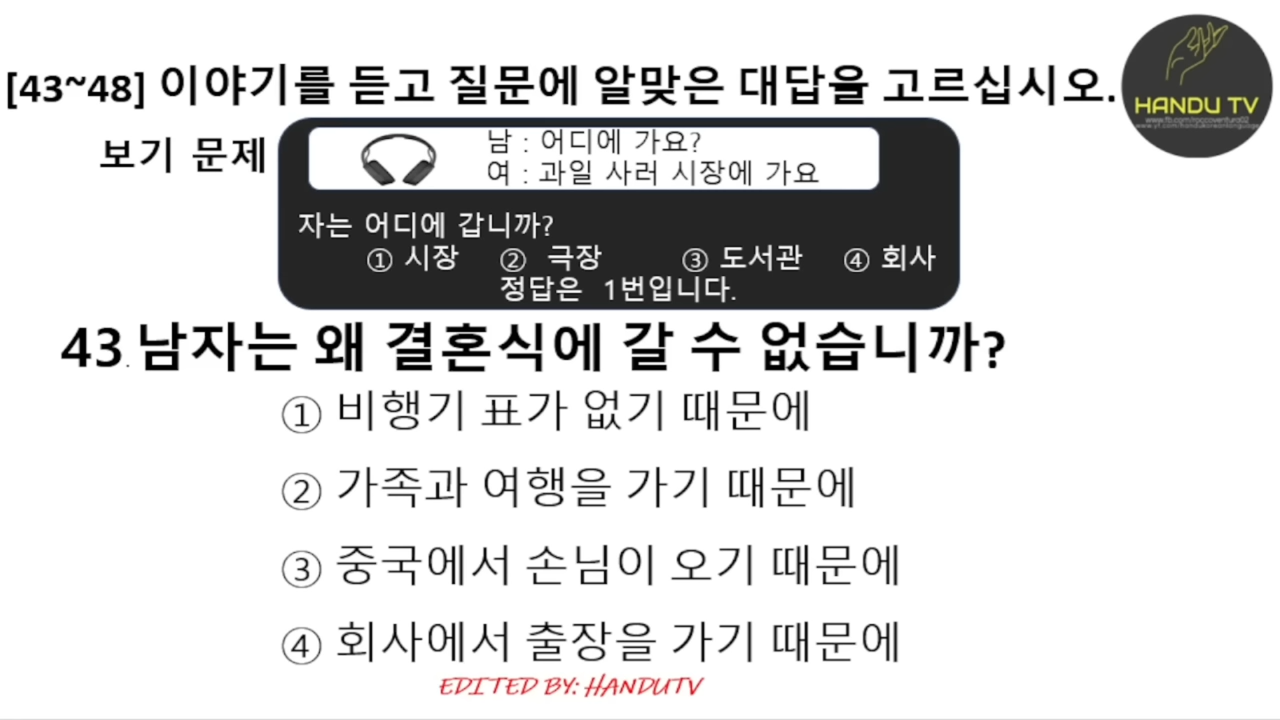 [43~48] 이야기를 듣고 질문에 알맞은 대답을 고르십시오.
HANDU TV
www.fb.com/roccoventura02
보기 문제
남 : 어디에 가요?
여 : 과일 사러 시장에 가요
자는 어디에 갑니까?
① 시장 ② 극장 ③ 도서관 ④ 회사
정답은 1번입니다.
43. 남자는 왜 결혼식에 갈 수 없습니까?
① 비행기 표가 없기 때문에
② 가족과 여행을 가기 때문에
③ 중국에서 손님이 오기 때문에
④ 회사에서 출장을 가기 때문에
EDITED BY: HANDUTV